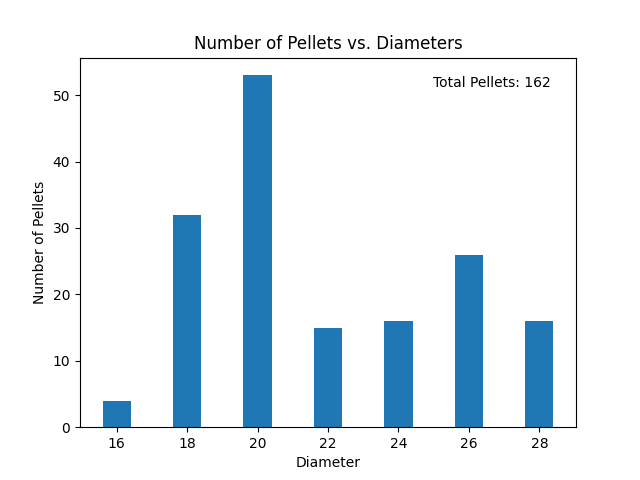 Number of Pellets vs. Diameters
Total Pellets: 162
Number of Pellets
50
40
30
20
10
0
16 18 20 22 24 26 28
Diameter